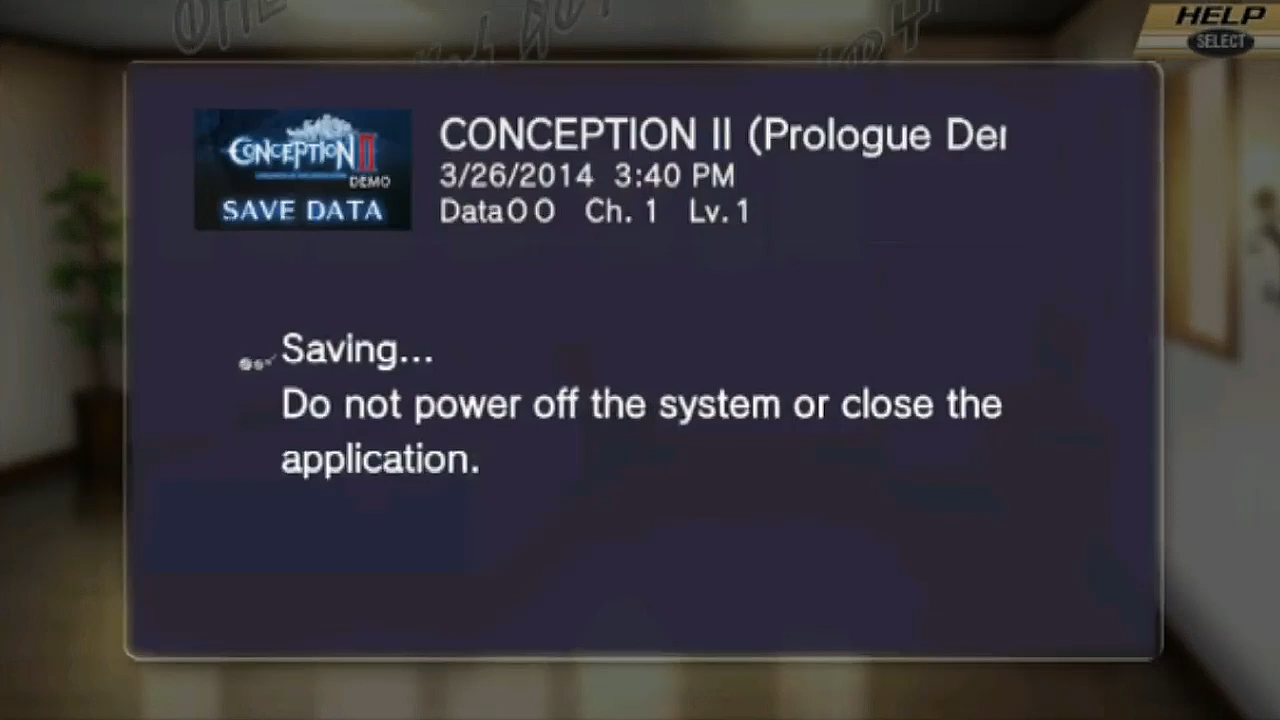 HELP
SELECT
CONCEPTION II
DEMO
SAVE DATA
CONCEPTION II (Prologue Der
3/26/2014 3:40 PM
Data00 Ch. 1 Lv. 1
Saving...
Do not power off the system or close the
application.